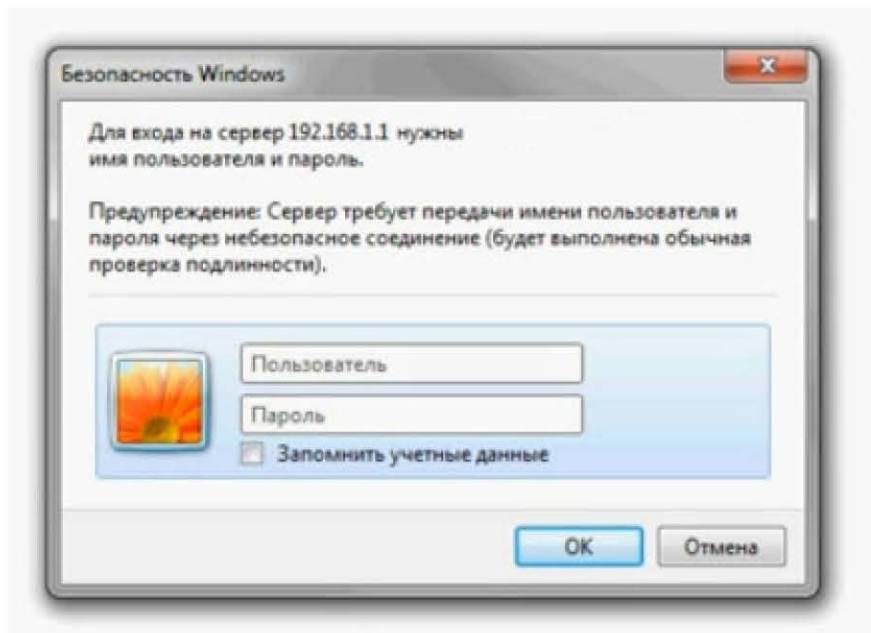 Безопасность Windows
Для входа на сервер 192.168.1.1 нужны
имя пользователя и пароль.
Предупреждение: Сервер требует передачи имени пользователя и
пароля через небезопасное соединение (будет выполнена обычная
проверка подлинности).
Пользователь
Пароль
Запомнить учетные данные
OK
Отмена